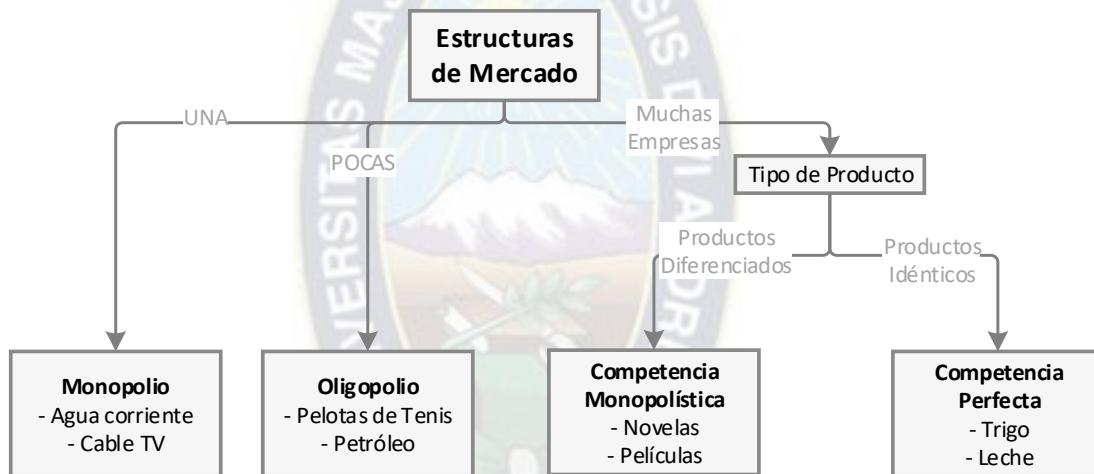 Estructuras
de Mercado
UNA
POCAS
Muchas
Empresas
Tipo de Producto
Productos
Diferenciados
Productos
Idénticos
Monopolio
- Agua corriente
- Cable TV
Oligopolio
- Pelotas de Tenis
- Petróleo
Competencia
Monopolística
- Novelas
- Películas
Competencia
Perfecta
- Trigo
- Leche